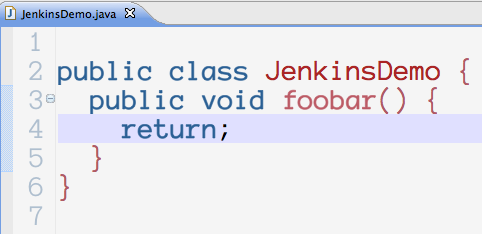 JenkinsDemo.java
1
2 public class JenkinsDemo {
3   public void foobar() {
4     return;
5   }
6 }
7